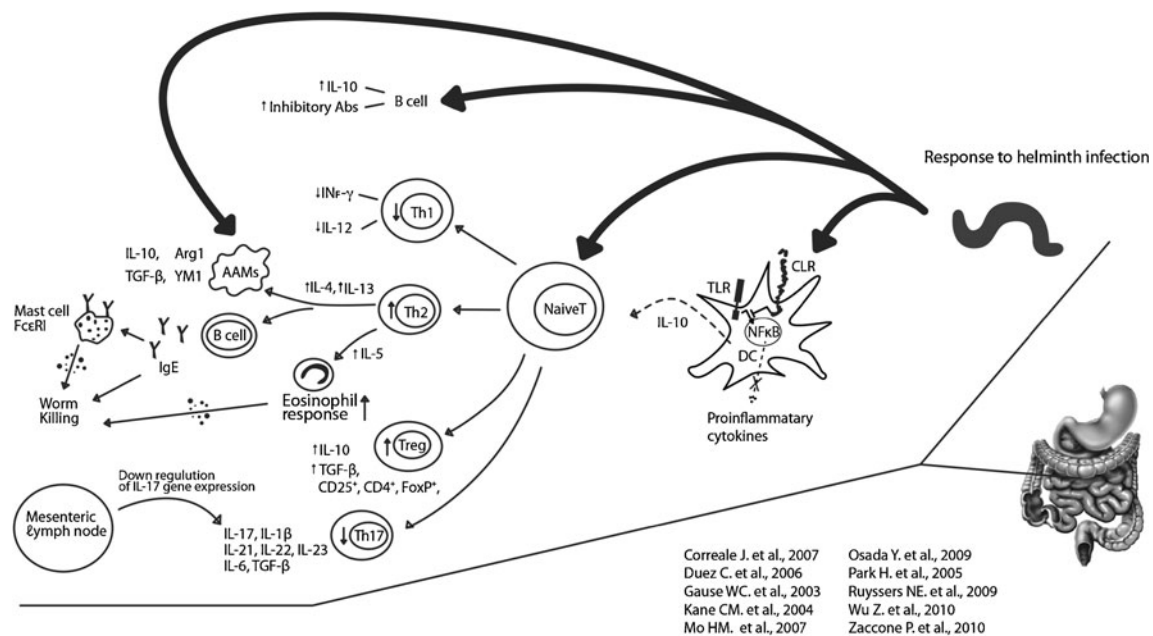 ↑IL-10
↑Inhibitory Abs
B cell
Response to helminth infection
↓INF-γ
↓IL-12
↓ Th1
IL-10, Arg1
TGF-β, YM1
AAMs
↑IL-4,↑IL-13
↑ Th2
NaiveT
TLR
CLR
NFκB
DC
IL-10
Mast cell
FcεRI
B cell
IgE
↑IL-5
Worm
Killing
Eosinophil
response ↑
Proinflammatary
cytokines
↑ Treg
↑IL-10
↑TGF-β,
CD25⁺, CD4⁺, FoxP⁺,
Down regulution
of IL-17 gene expression
Mesenteric
lymph node
IL-17, IL-1β
IL-21, IL-22, IL-23
IL-6, TGF-β
↓ Th17
Correale J. et al., 2007
Duez C. et al., 2006
Gause WC. et al., 2003
Kane CM. et al., 2004
Mo HM. et al., 2007
Osada Y. et al., 2009
Park H. et al., 2005
Ruyssers NE. et al., 2009
Wu Z. et al., 2010
Zaccone P. et al., 2010